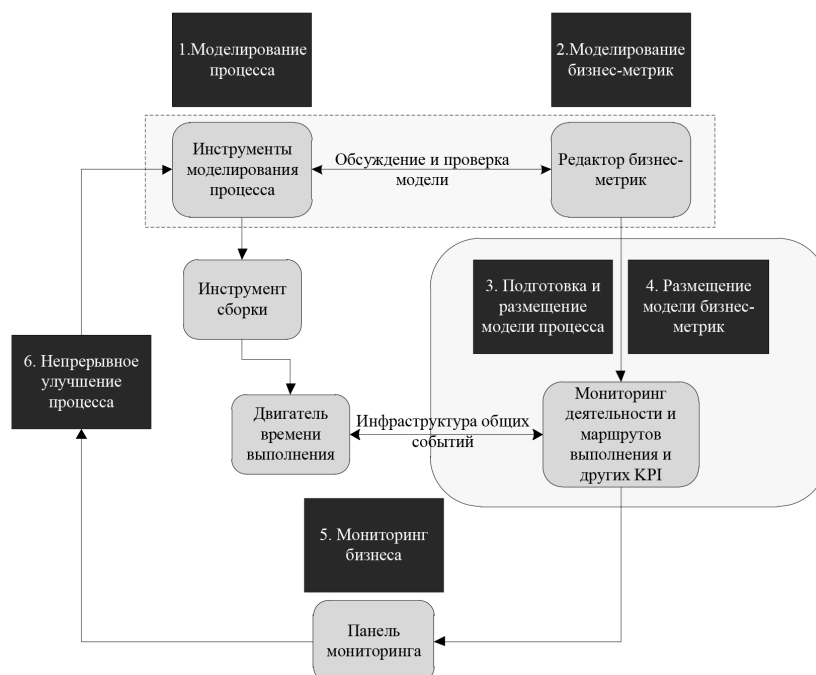 1.Моделирование
процесса
2.Моделирование
бизнес-метрик
Инструменты
моделирования
процесса
Обсуждение и проверка
модели
Редактор бизнес-
метрик
Инструмент
сборки
3. Подготовка и
размещение
модели процесса
4. Размещение
модели бизнес-
метрик
6. Непрерывное
улучшение
процесса
Двигатель
времени
выполнения
Инфраструктура общих
событий
Мониторинг
деятельности и
маршрутов
выполнения и
других KPI
5. Мониторинг
бизнеса
Панель
мониторинга